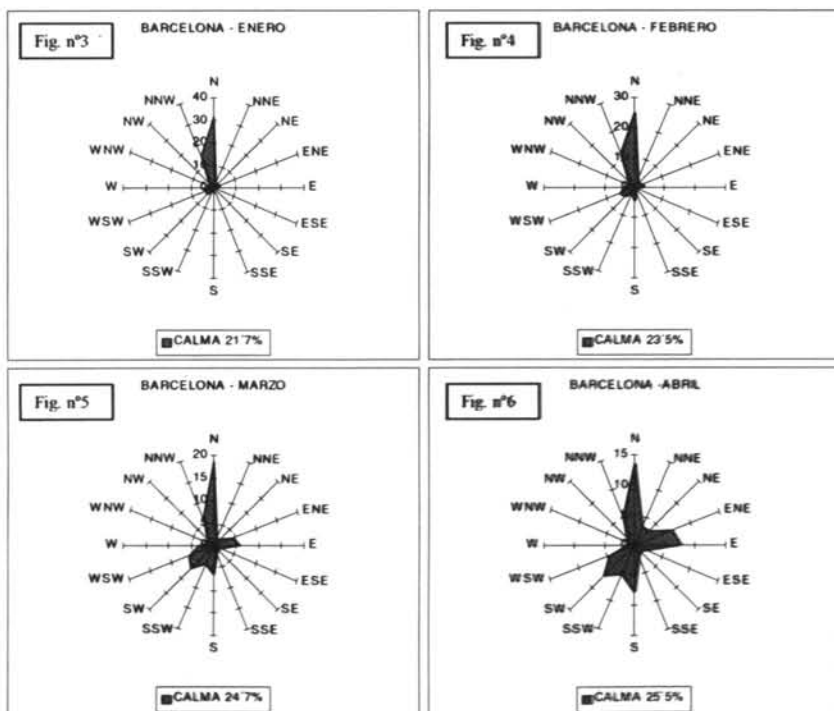 Fig. nº3
BARCELONA - ENERO
N
40
30
20
10
0
NNE
NE
ENE
E
ESE
SE
SSE
S
SSW
SW
WSW
W
WNW
NW
NNW
CALMA 21´7%
Fig. nº4
BARCELONA - FEBRERO
N
30
20
NNE
NE
ENE
E
ESE
SE
SSE
S
SSW
SW
WSW
W
WNW
NW
NNW
CALMA 23´5%
Fig. nº5
BARCELONA - MARZO
N
20
15
10
NNE
NE
ENE
E
ESE
SE
SSE
S
SSW
SW
WSW
W
WNW
NW
NNW
CALMA 24´7%
Fig. nº6
BARCELONA -ABRIL
N
15
10
NNE
NE
ENE
E
ESE
SE
SSE
S
SSW
SW
WSW
W
WNW
NW
NNW
CALMA 25´5%